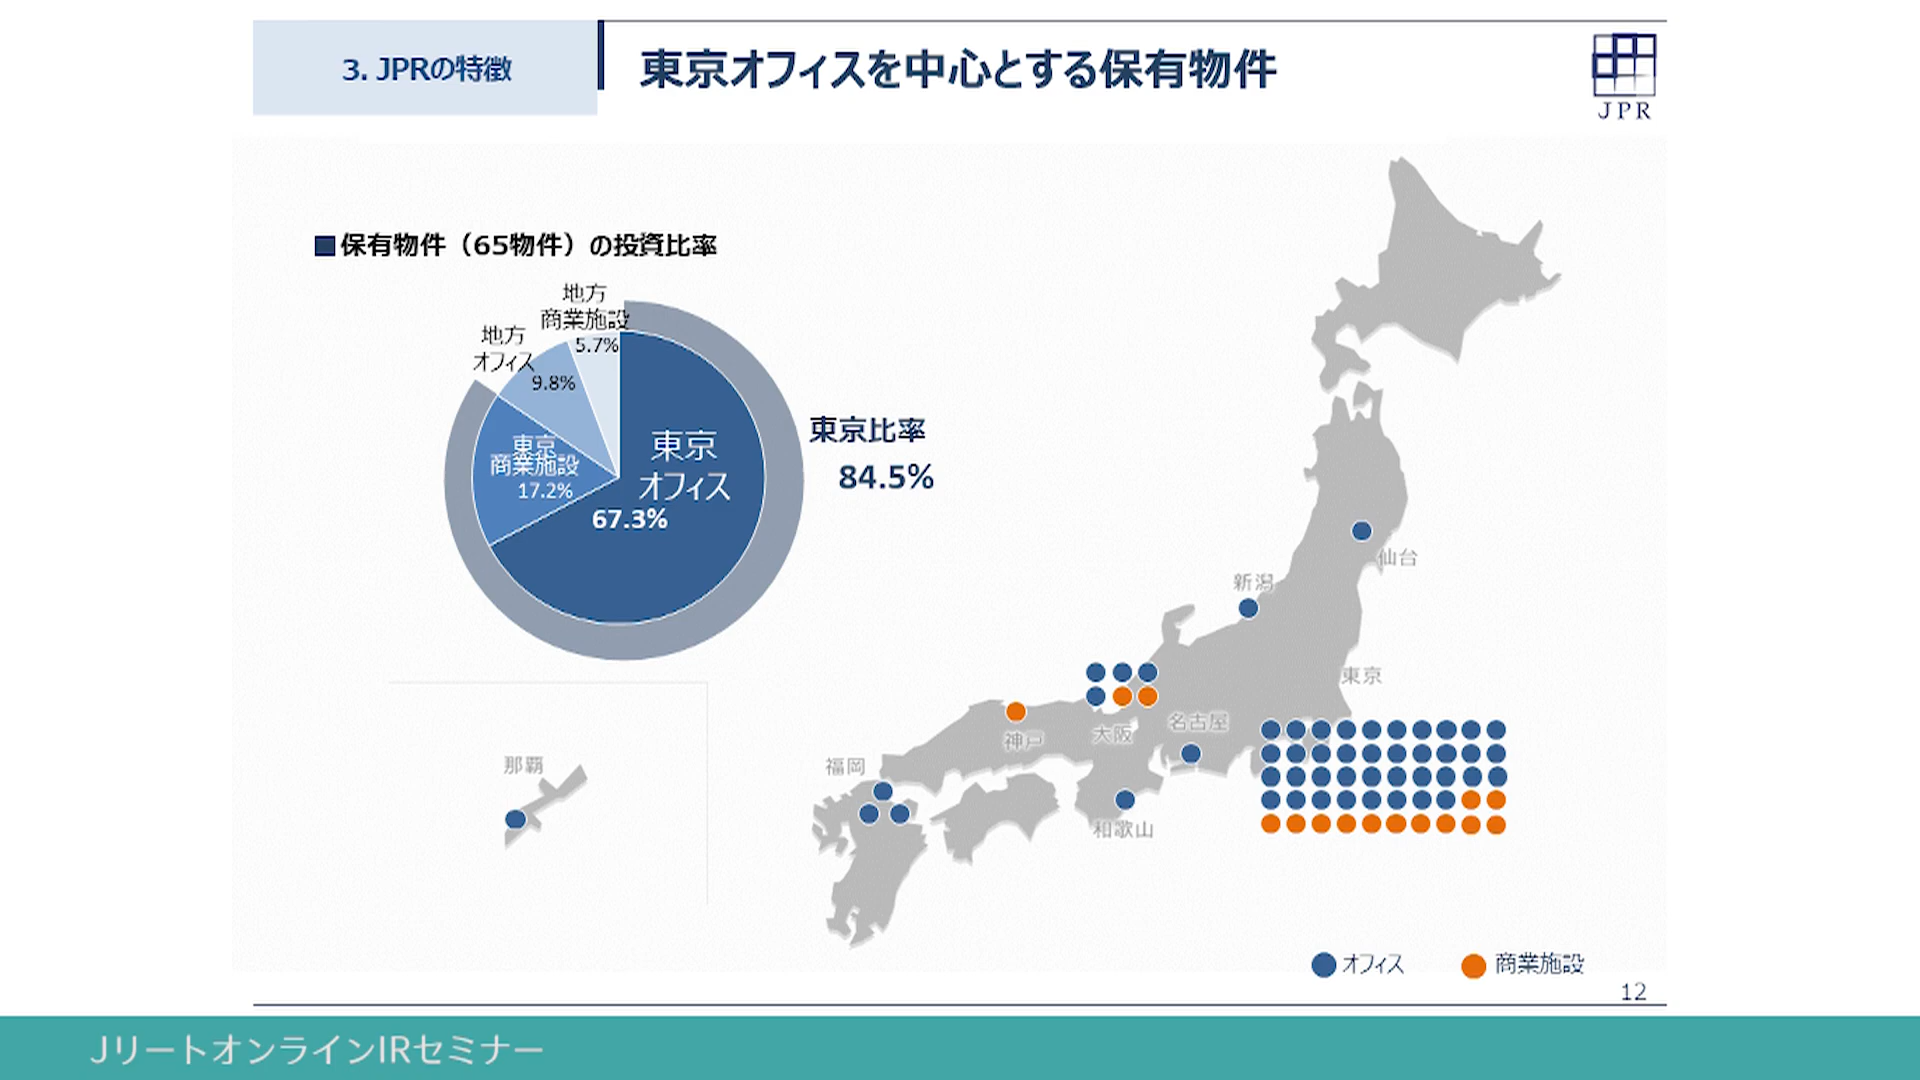 3. JPRの特徴
東京オフィスを中心とする保有物件
JPR
■保有物件（65物件）の投資比率
地方
商業施設
5.7%
地方
オフィス
9.8%
東京
商業施設
17.2%
東京
オフィス
67.3%
東京比率
84.5%
仙台
新潟
東京
名古屋
大阪
神戸
和歌山
福岡
那覇
オフィス
商業施設
12
JリートオンラインIRセミナー